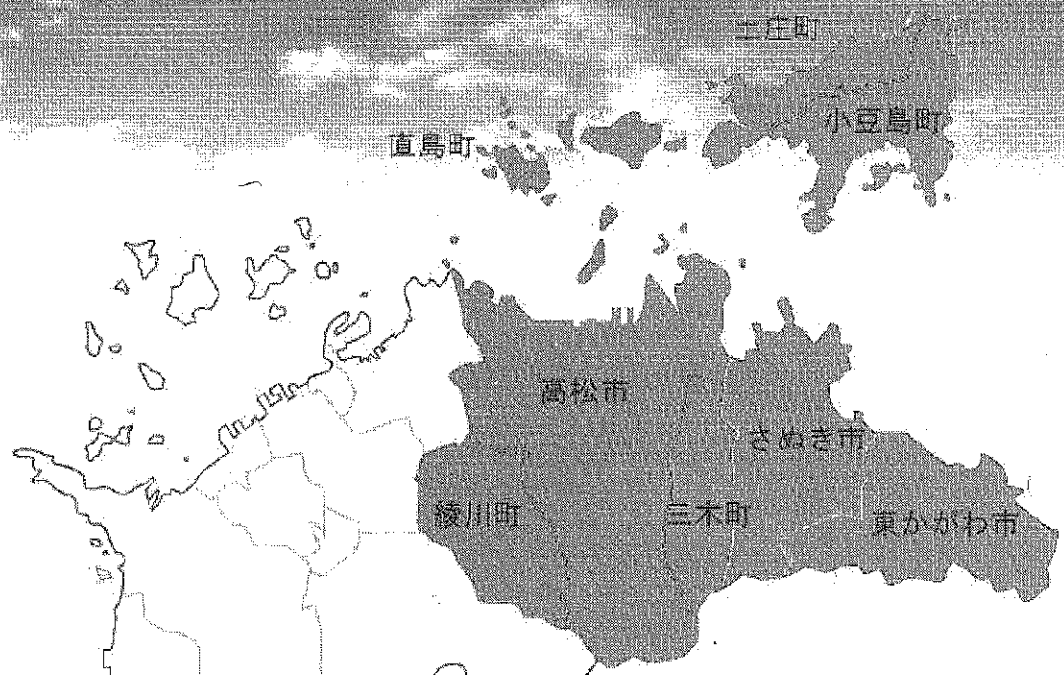 土庄町
小豆島町
直島町
高松市
さぬき市
綾川町
三木町
東かがわ市